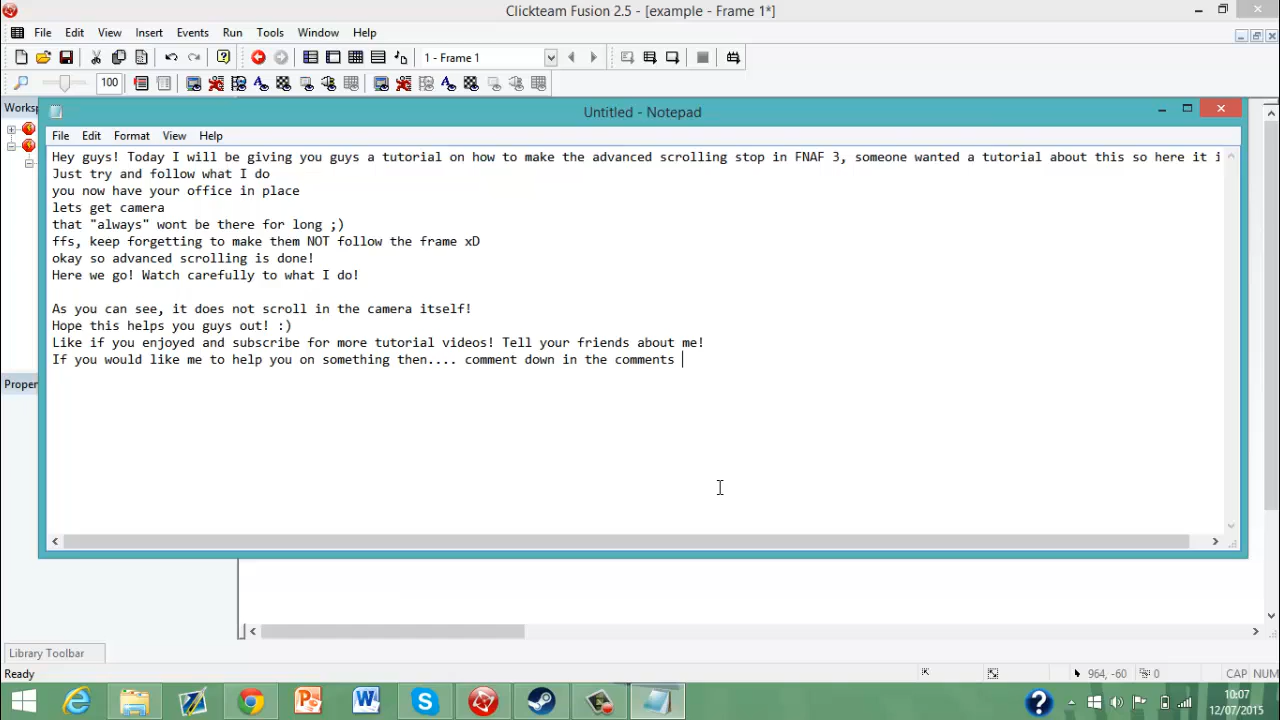 Clickteam Fusion 2.5 - [example - Frame 1*]
File Edit View Insert Events Run Tools Window Help
1 - Frame 1
100
Worksp
Untitled - Notepad
File Edit Format View Help
Hey guys! Today I will be giving you guys a tutorial on how to make the advanced scrolling stop in FNAF 3, someone wanted a tutorial about this so here it i
Just try and follow what I do
you now have your office in place
lets get camera
that "always" wont be there for long ;)
ffs, keep forgetting to make them NOT follow the frame xD
okay so advanced scrolling is done!
Here we go! Watch carefully to what I do!
As you can see, it does not scroll in the camera itself!
Hope this helps you guys out! :)
Like if you enjoyed and subscribe for more tutorial videos! Tell your friends about me!
If you would like me to help you on something then.... comment down in the comments
Proper
Library Toolbar
Ready
964, -60
0
CAP NUM
10:07
12/07/2015